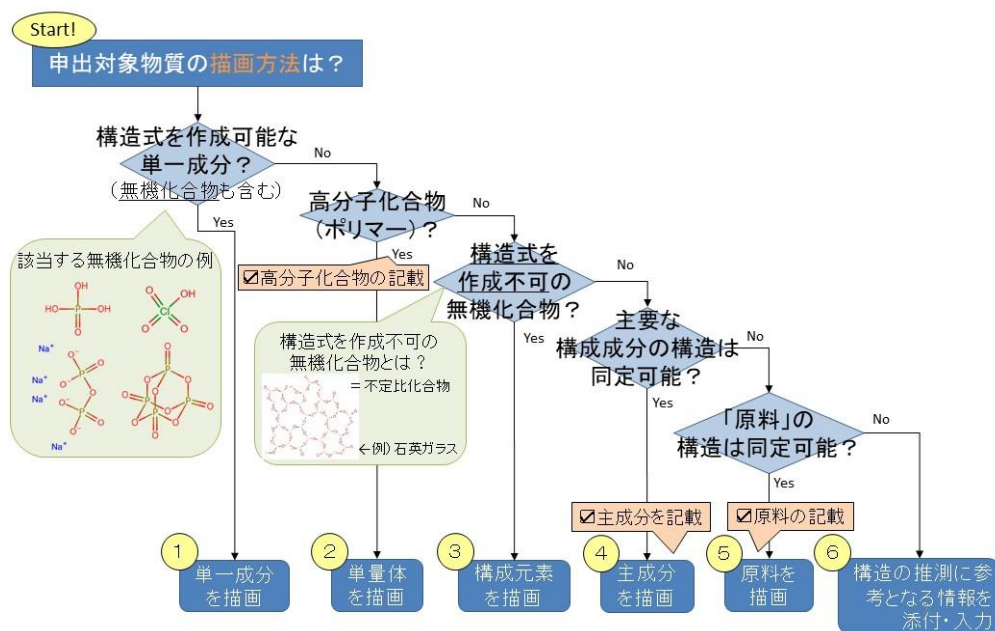 Start!
申出対象物質の描画方法は？
構造式を作成可能な
単一成分？
(無機化合物も含む)
No
Yes
高分子化合物
(ポリマー)？
No
Yes
☑高分子化合物の記載
構造式を
作成不可の
無機化合物？
No
Yes
主要な
構成成分の構造は
同定可能？
No
Yes
「原料」の
構造は同定可能？
No
Yes
該当する無機化合物の例
OH
HO
P
OH
O
O
OH
Cl
O
O
Na⁺
O⁻
O⁻
P
O
Na⁺
O
Na⁺
O⁻
P
O
O⁻
Na⁺
O
P
O
O
O
P
O
P
O
P
O
O
O
構造式を作成不可の
無機化合物とは？
＝不定比化合物
←例) 石英ガラス
☑主成分を記載
☑原料の記載
1
単一成分
を描画
2
単量体
を描画
3
構成元素
を描画
4
主成分
を描画
5
原料を
描画
6
構造の推測に参
考となる情報を
添付・入力